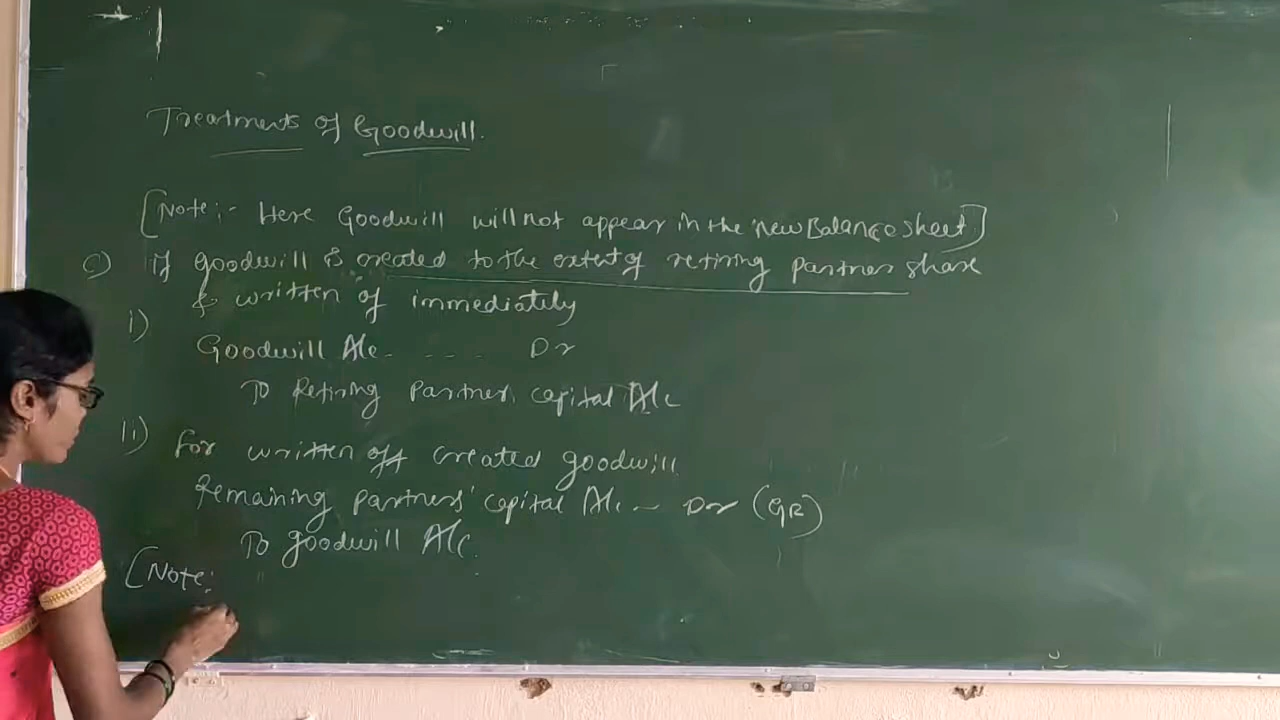 Treatments of Goodwill.
[Note:- Here Goodwill will not appear in the new Balance sheet]
c) If goodwill is created to the extent of retiring partners share
& written of immediately
i)
Goodwill A/c - - - - Dr
To Retiring Partners capital A/c
ii) For written off created goodwill
Remaining partners' capital A/c - Dr (GR)
To goodwill A/c.
[Note: